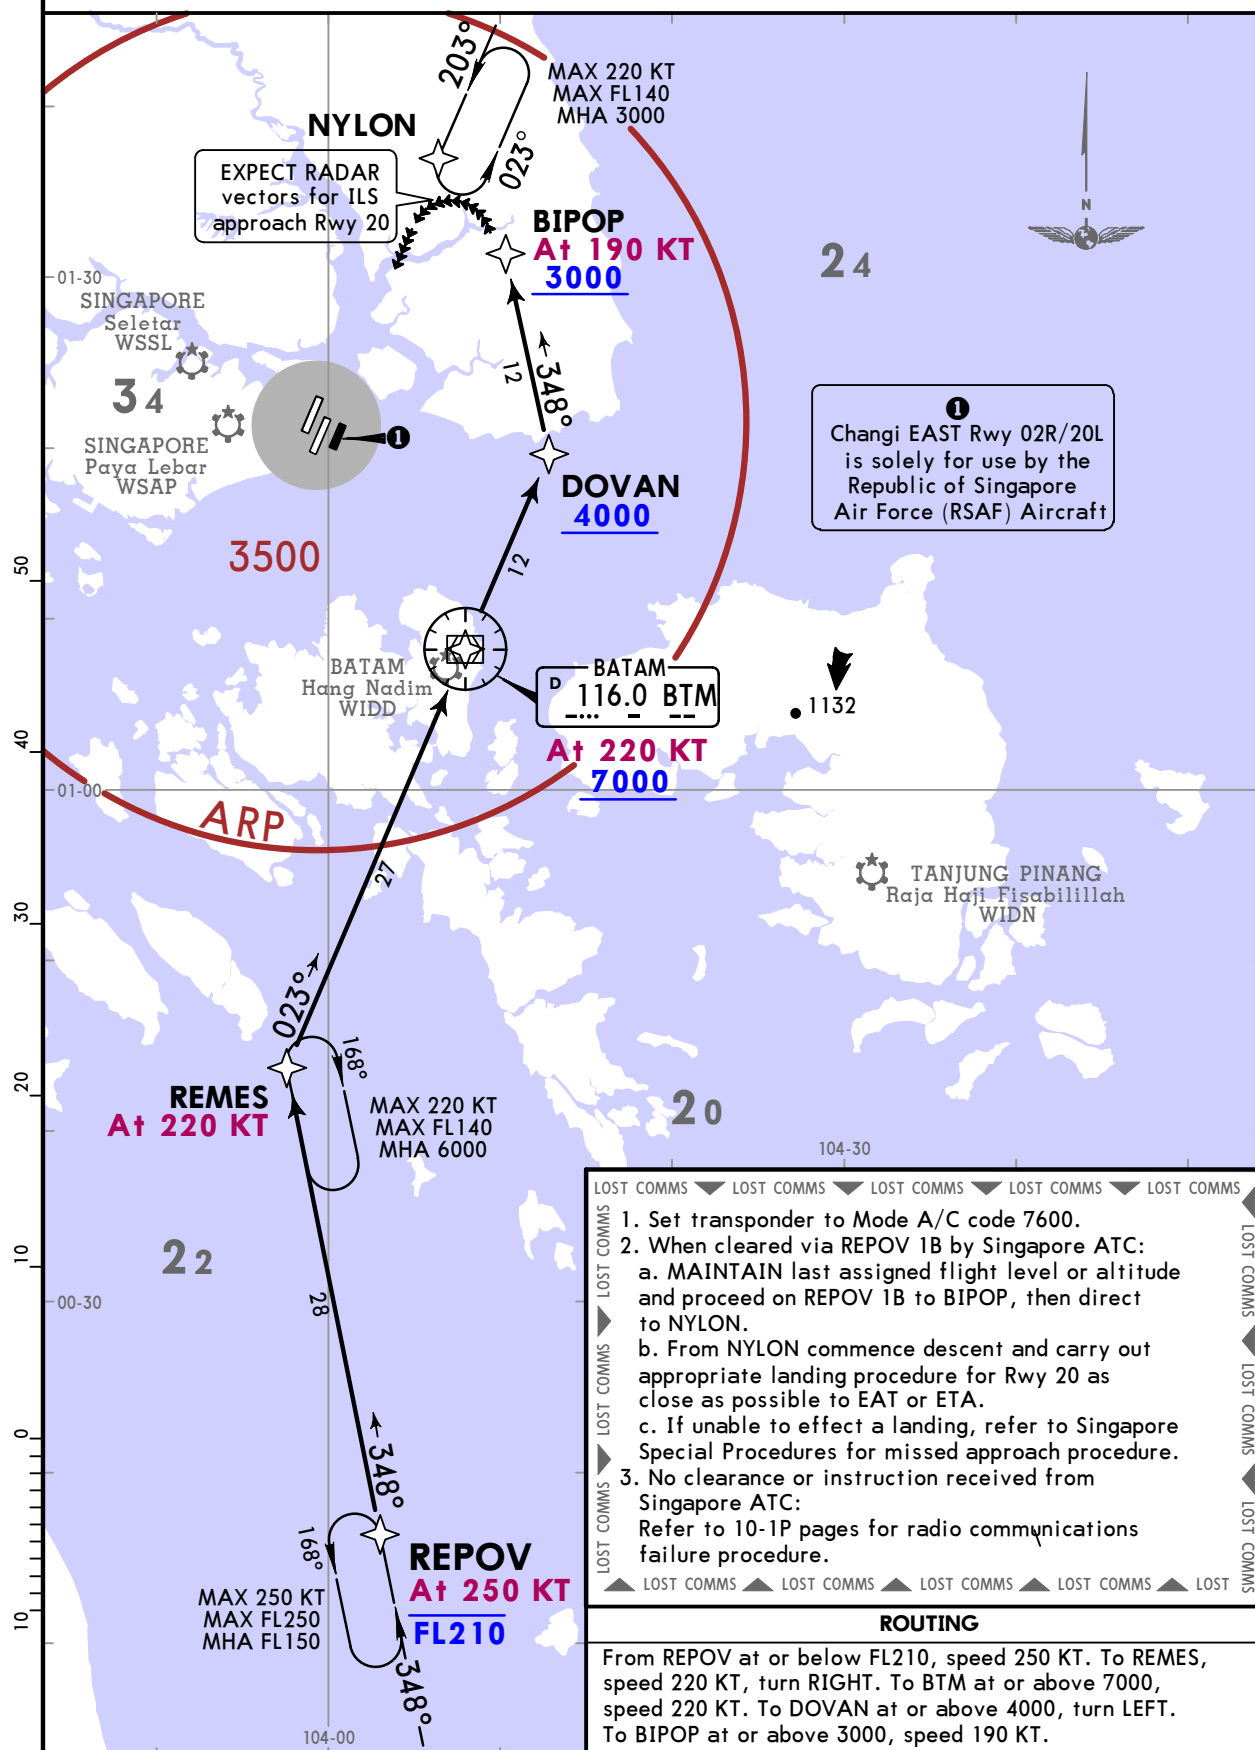 203°
MAX 220 KT
MAX FL140
MHA 3000
NYLON
023°
EXPECT RADAR
vectors for ILS
approach Rwy 20
BIPOP
At 190 KT
3000
N
24
01-30
SINGAPORE
Seletar
WSSL
34
12
348°
SINGAPORE
Paya Lebar
WSAP
1
1
Changi EAST Rwy 02R/20L
is solely for use by the
Republic of Singapore
Air Force (RSAF) Aircraft
DOVAN
4000
3500
12
50
BATAM
Hang Nadim
WIDD
BATAM
D 116.0 BTM
At 220 KT
7000
1132
40
01-00
ARP
27
TANJUNG PINANG
Raja Haji Fisabilillah
WIDN
30
023°
168°
REMES
At 220 KT
20
MAX 220 KT
MAX FL140
MHA 6000
20
104-30
22
10
00-30
28
LOST COMMS LOST COMMS LOST COMMS LOST COMMS LOST COMMS
LOST COMMS LOST COMMS LOST COMMS
1. Set transponder to Mode A/C code 7600.
2. When cleared via REPOV 1B by Singapore ATC:
a. MAINTAIN last assigned flight level or altitude
and proceed on REPOV 1B to BIPOP, then direct
to NYLON.
b. From NYLON commence descent and carry out
appropriate landing procedure for Rwy 20 as
close as possible to EAT or ETA.
c. If unable to effect a landing, refer to Singapore
Special Procedures for missed approach procedure.
3. No clearance or instruction received from
Singapore ATC:
Refer to 10-1P pages for radio communications
failure procedure.
LOST COMMS LOST COMMS LOST COMMS
LOST COMMS LOST COMMS LOST COMMS LOST COMMS LOST
0
348°
168°
REPOV
At 250 KT
FL210
MAX 250 KT
MAX FL250
MHA FL150
10
348°
104-00
ROUTING
From REPOV at or below FL210, speed 250 KT. To REMES,
speed 220 KT, turn RIGHT. To BTM at or above 7000,
speed 220 KT. To DOVAN at or above 4000, turn LEFT.
To BIPOP at or above 3000, speed 190 KT.